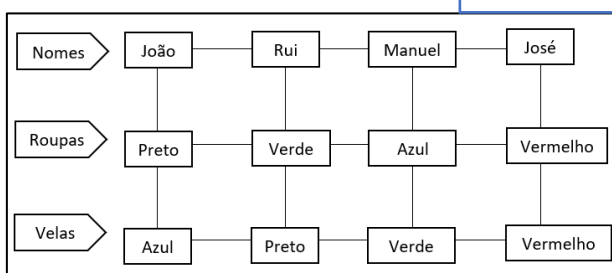 Nomes João Rui Manuel José
Roupas Preto Verde Azul Vermelho
Velas Azul Preto Verde Vermelho